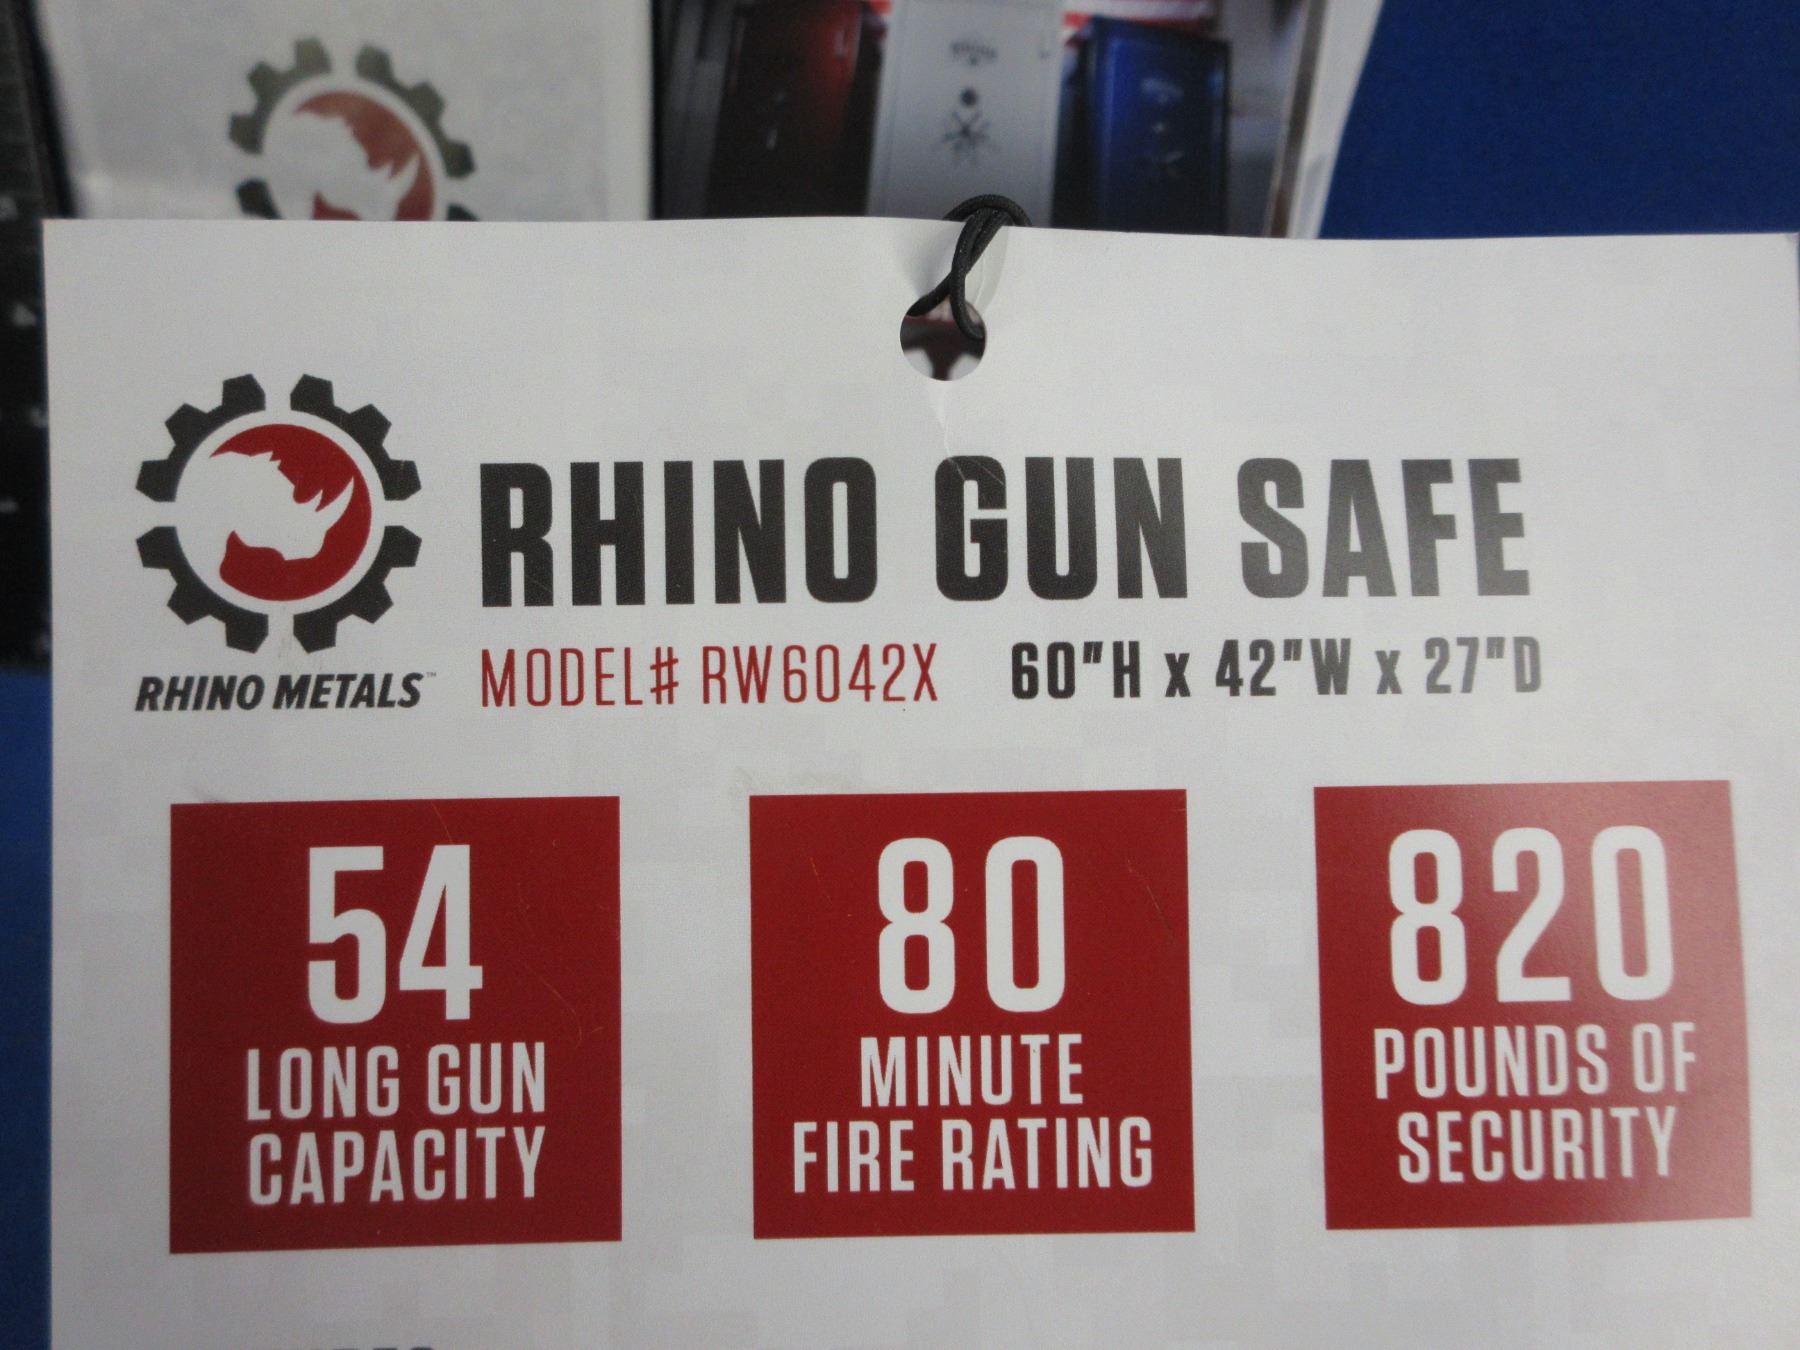 RHINO GUN SAFE
RHINO METALS™
MODEL# RW6042X 60"H x 42"W x 27"D
54
LONG GUN
CAPACITY
80
MINUTE
FIRE RATING
820
POUNDS OF
SECURITY